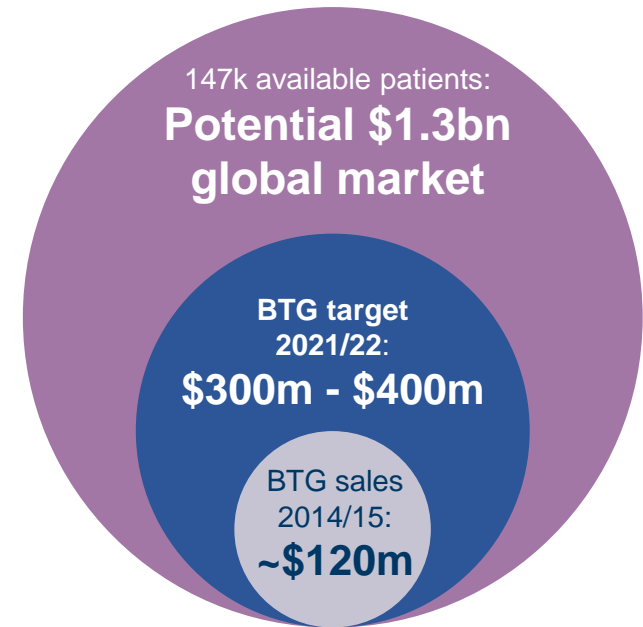 147k available patients:
Potential $1.3bn
global market
BTG target
2021/22:
$300m - $400m
BTG sales
2014/15:
~$120m